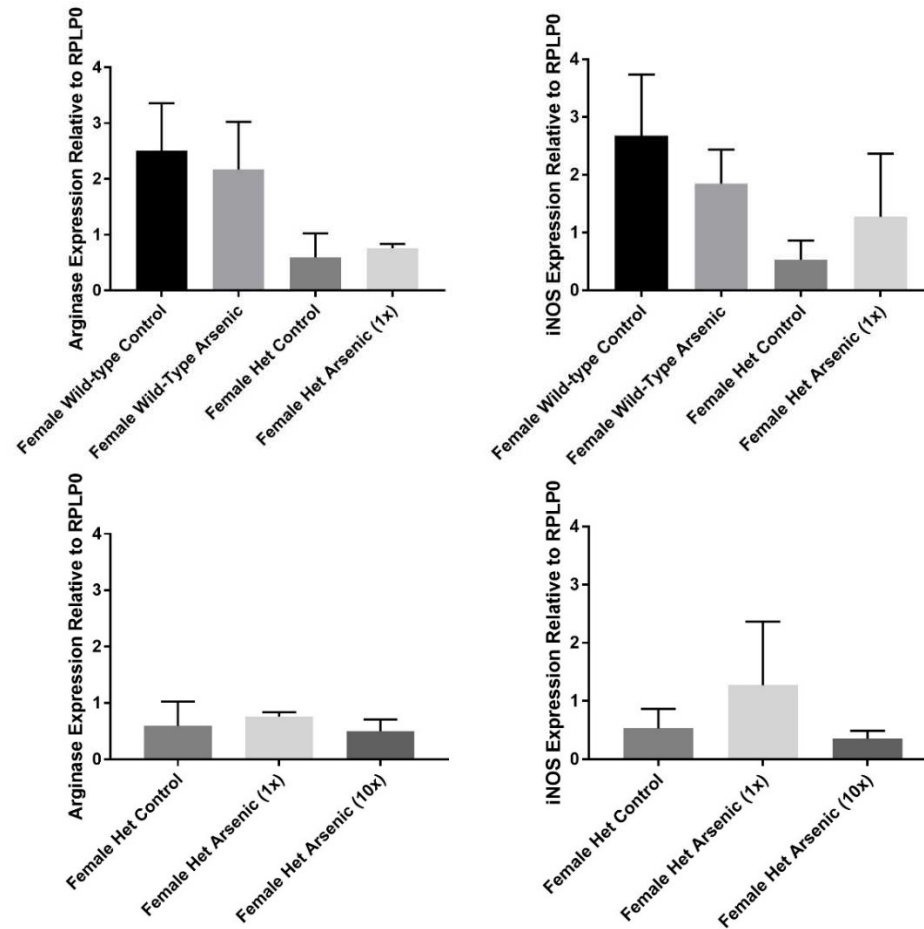 Arginase Expression Relative to RPLP0
4
3
2
1
0
Female Wild-type Control
Female Wild-Type Arsenic
Female Het Control
Female Het Arsenic (1x)
iNOS Expression Relative to RPLP0
4
3
2
1
0
Female Wild-type Control
Female Wild-Type Arsenic
Female Het Control
Female Het Arsenic (1x)
Arginase Expression Relative to RPLP0
4
3
2
1
0
Female Het Control
Female Het Arsenic (1x)
Female Het Arsenic (10x)
iNOS Expression Relative to RPLP0
4
3
2
1
0
Female Het Control
Female Het Arsenic (1x)
Female Het Arsenic (10x)